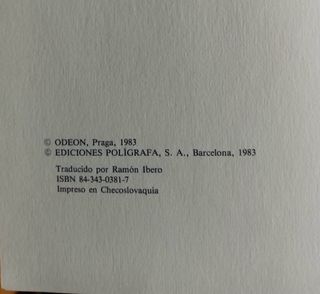 © ODEON, Praga, 1983
© EDICIONES POLÍGRAFA, S. A., Barcelona, 1983
Traducido por Ramón Ibero
ISBN 84-343-0381-7
Impreso en Checoslovaquia